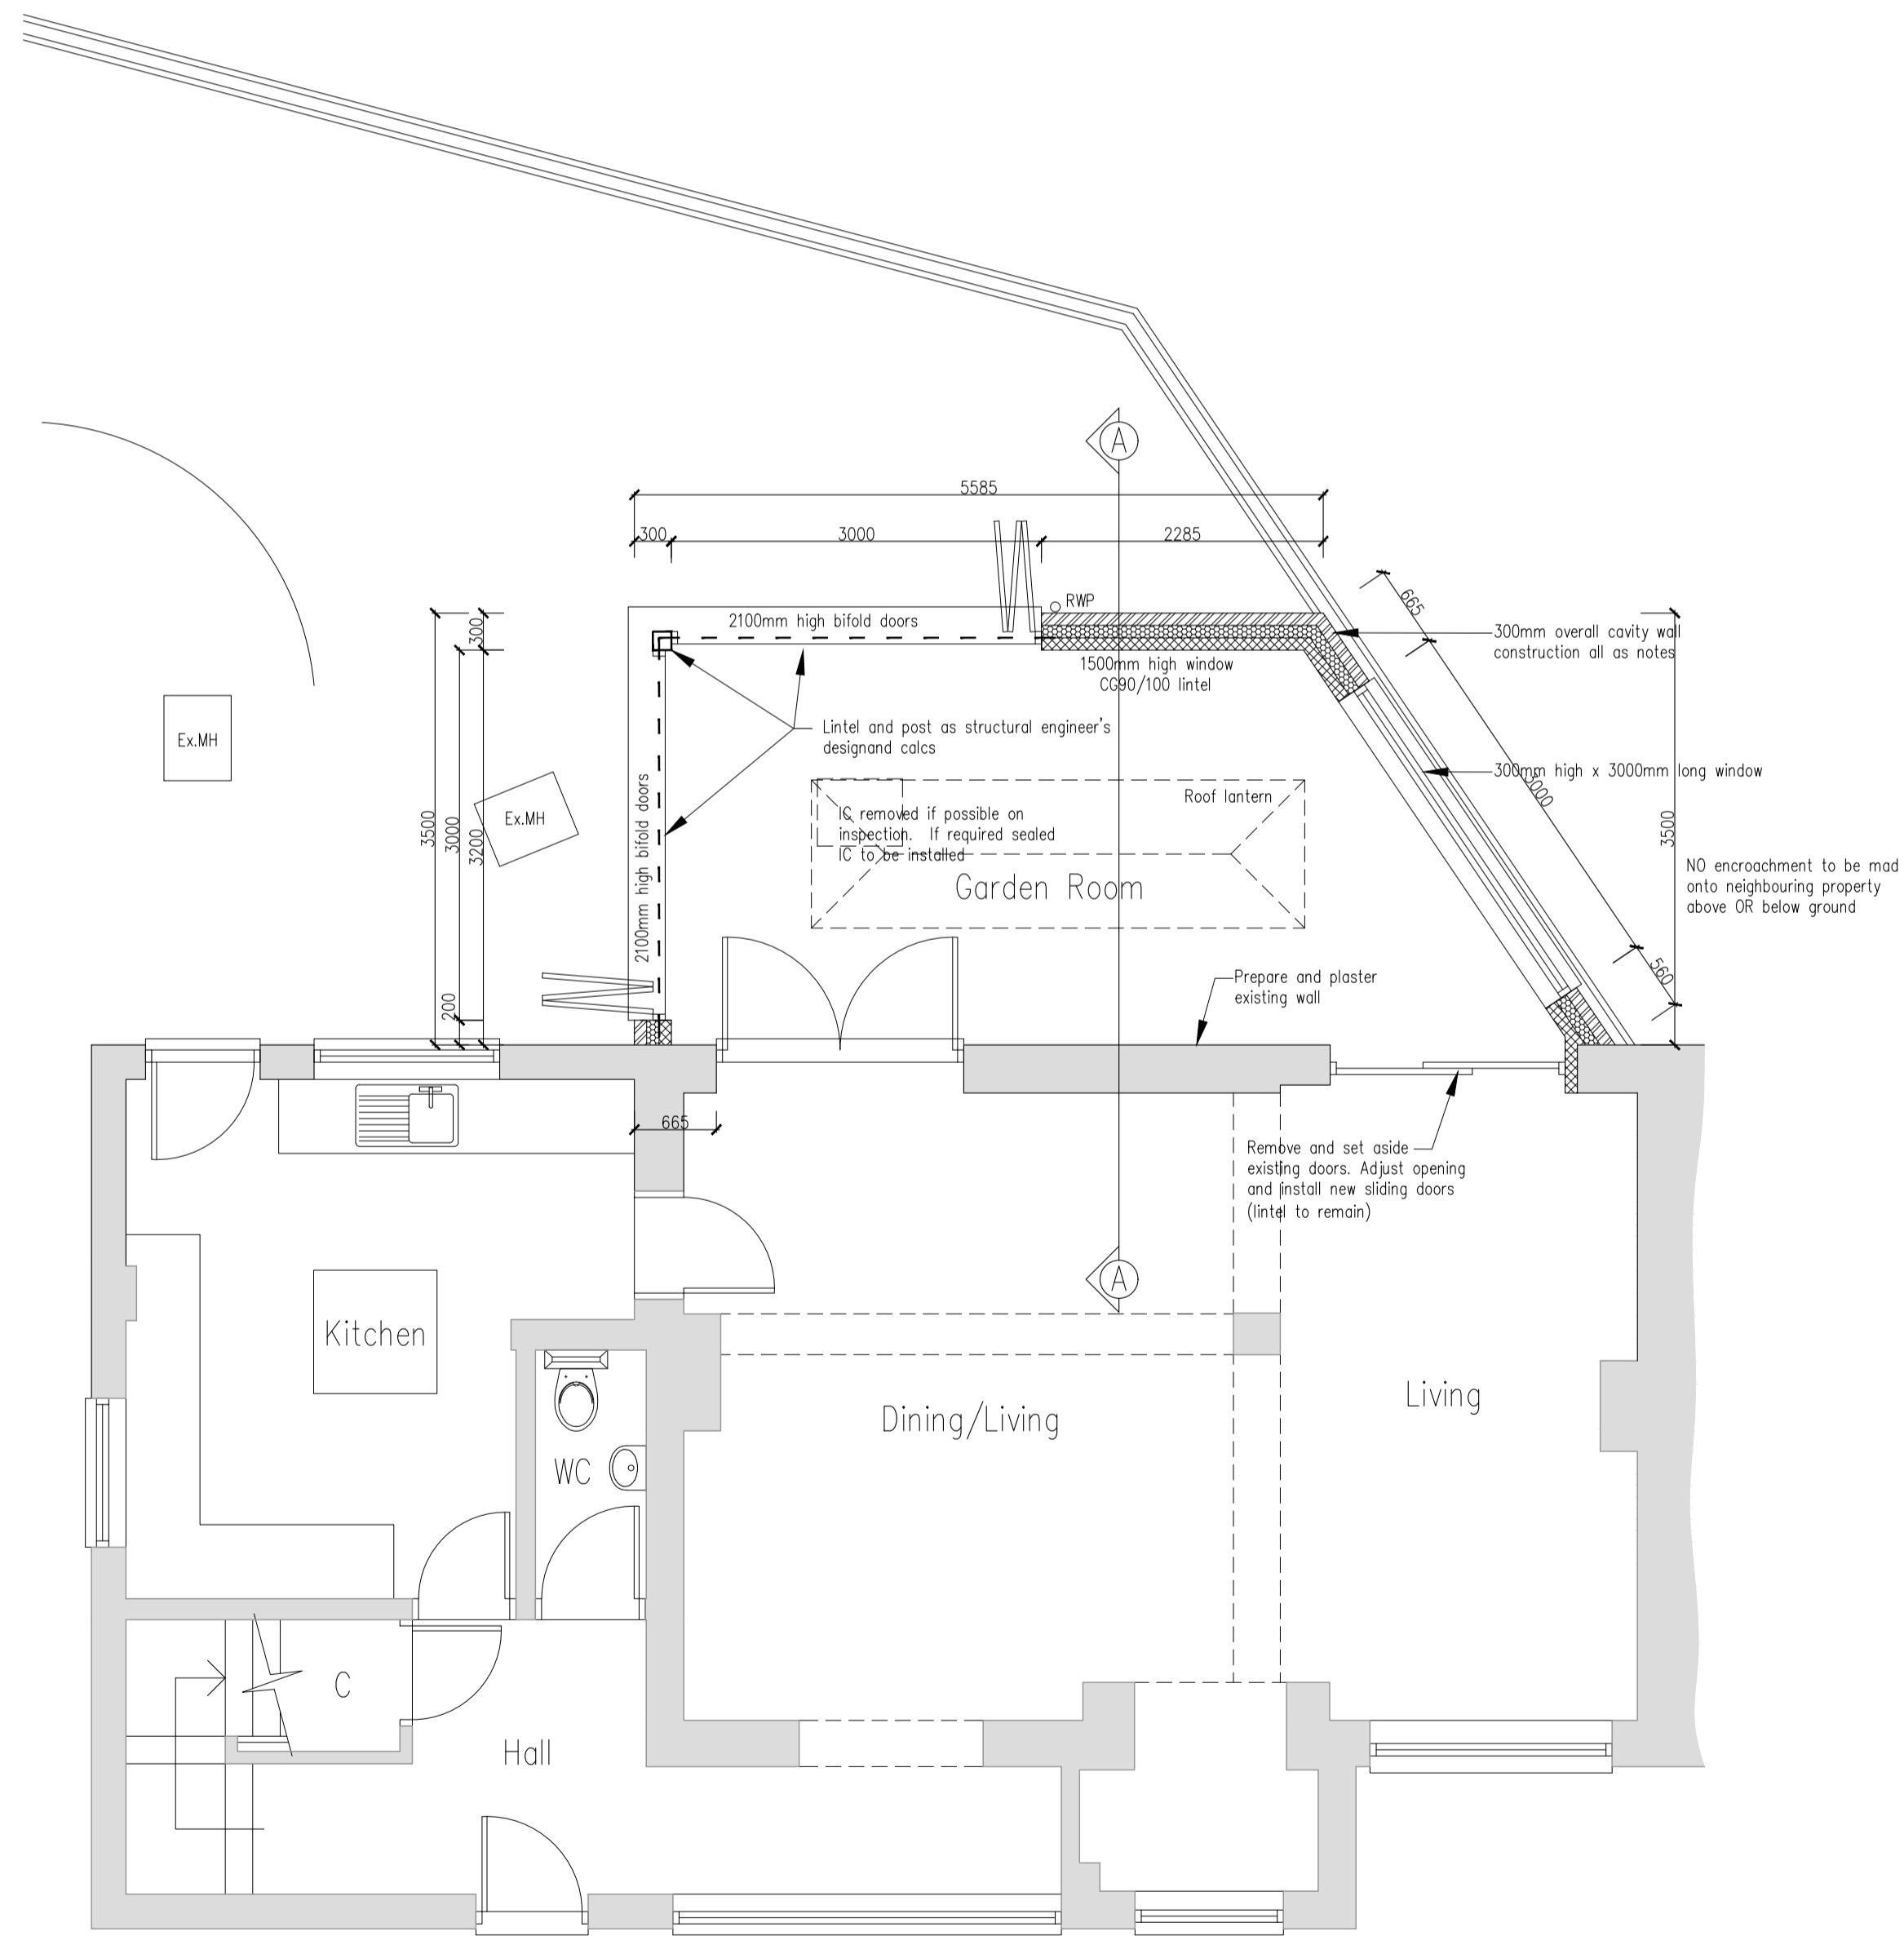 A
5585
300
3000
2285
665
RWP
2100mm high bifold doors
300
300mm overall cavity wall
construction all as notes
1500mm high window
CG90/100 lintel
Ex.MH
Lintel and post as structural engineer's
designand calcs
300mm high x 3000mm long window
3000
Roof lantern
3500
3000
3200
Ex.MH
2100mm high bifold doors
IC removed if possible on
inspection. If required sealed
IC to be installed
3500
Garden Room
NO encroachment to be mad
onto neighbouring property
above OR below ground
560
Prepare and plaster
existing wall
200
665
Remove and set aside
existing doors. Adjust opening
and install new sliding doors
(lintel to remain)
A
Kitchen
Living
Dining/Living
WC
C
Hall